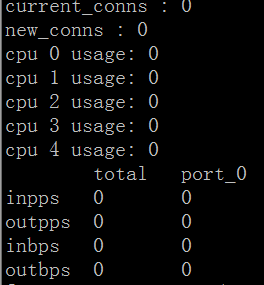 current_conns : 0
new_conns : 0
cpu 0 usage: 0
cpu 1 usage: 0
cpu 2 usage: 0
cpu 3 usage: 0
cpu 4 usage: 0
total port_0
inpps 0 0
outpps 0 0
inbps 0 0
outbps 0 0